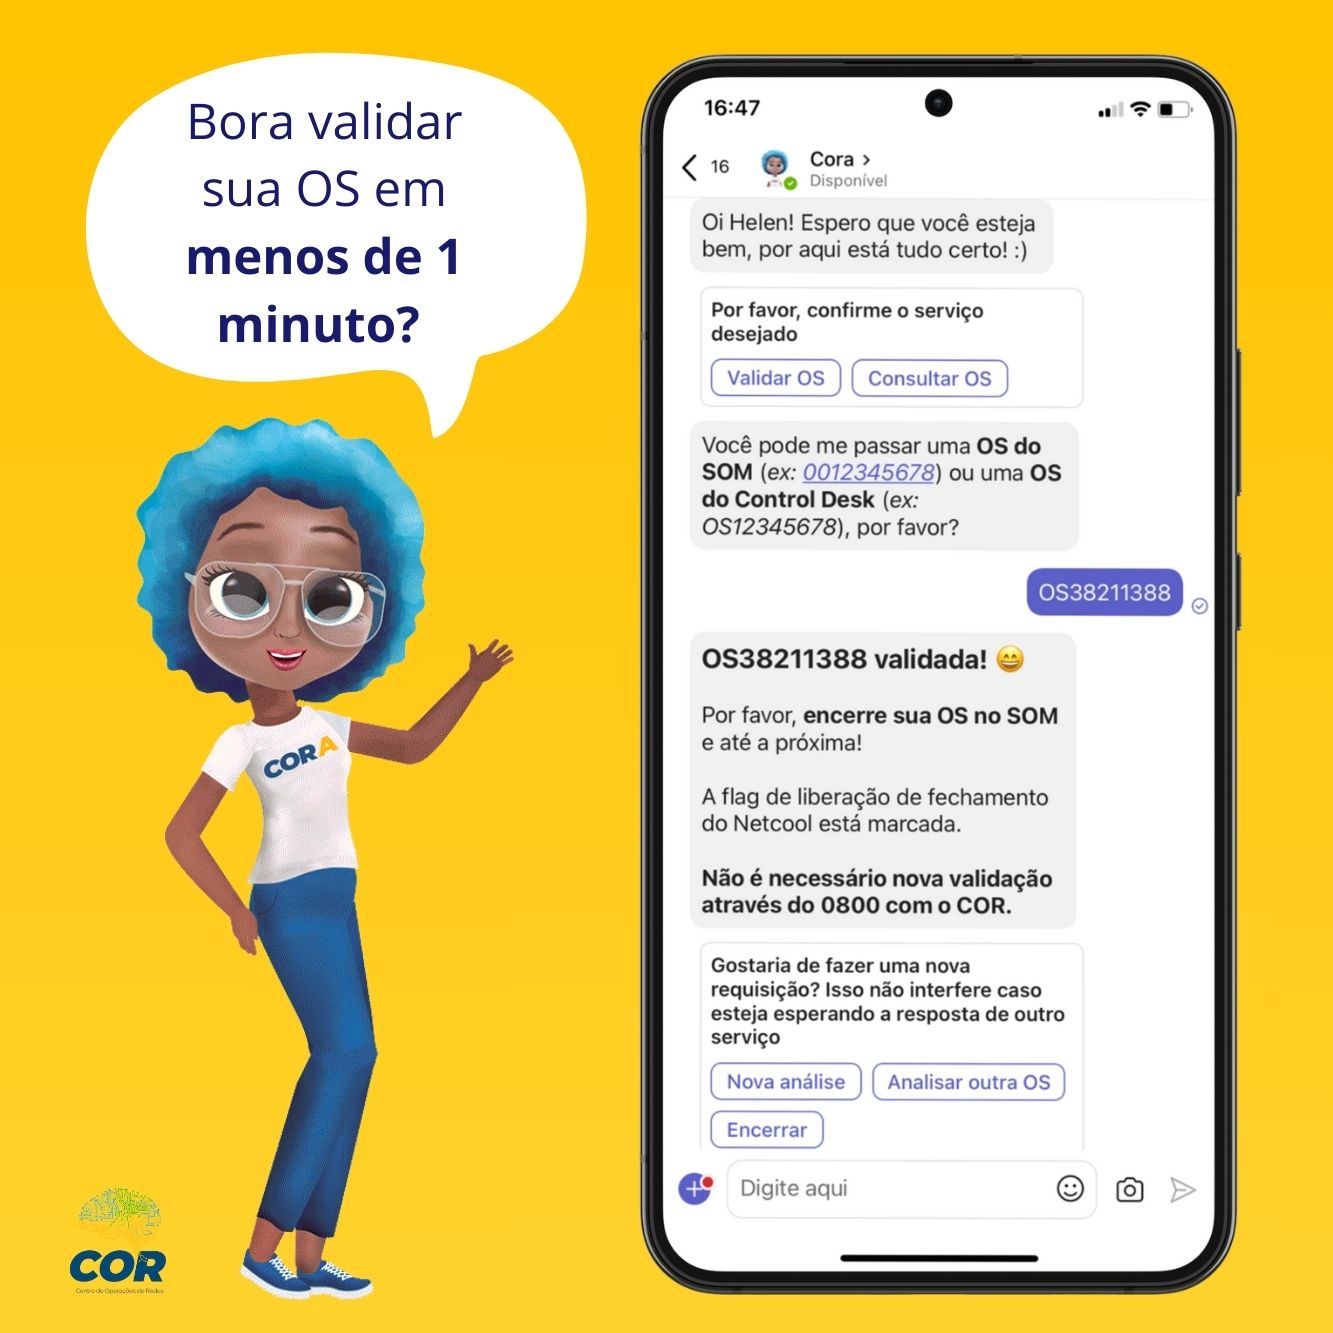 Bora validar
sua OS em
menos de 1
minuto?
CORA
COR
Centro de Operações de Redes
16:47
16
Cora >
Disponível
Oi Helen! Espero que você esteja
bem, por aqui está tudo certo! :)
Por favor, confirme o serviço
desejado
Validar OS
Consultar OS
Você pode me passar uma OS do
SOM (ex: 0012345678) ou uma OS
do Control Desk (ex:
OS12345678), por favor?
OS38211388
OS38211388 validada! 😄
Por favor, encerre sua OS no SOM
e até a próxima!
A flag de liberação de fechamento
do Netcool está marcada.
Não é necessário nova validação
através do 0800 com o COR.
Gostaria de fazer uma nova
requisição? Isso não interfere caso
esteja esperando a resposta de outro
serviço
Nova análise
Analisar outra OS
Encerrar
Digite aqui